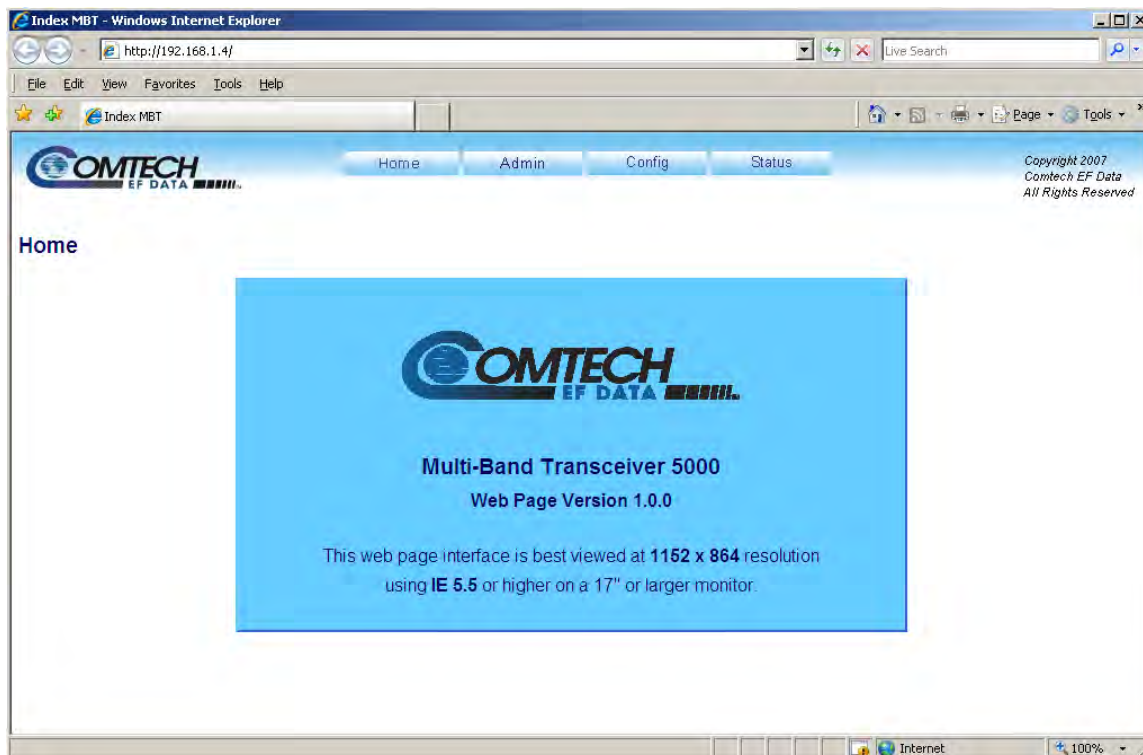 Index MBT - Windows Internet Explorer
http://192.168.1.4/
Live Search
File Edit View Favorites Tools Help
Index MBT
Page Tools
COMTECH
EF DATA
Home Admin Config Status
Copyright 2007
Comtech EF Data
All Rights Reserved
Home
COMTECH
EF DATA
Multi-Band Transceiver 5000
Web Page Version 1.0.0
This web page interface is best viewed at 1152 x 864 resolution
using IE 5.5 or higher on a 17" or larger monitor.
Internet 100%